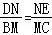 DN/BM = NE/MC